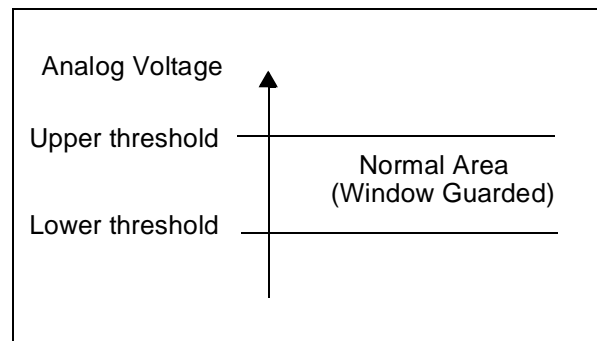 Analog Voltage
Upper threshold
Normal Area
(Window Guarded)
Lower threshold